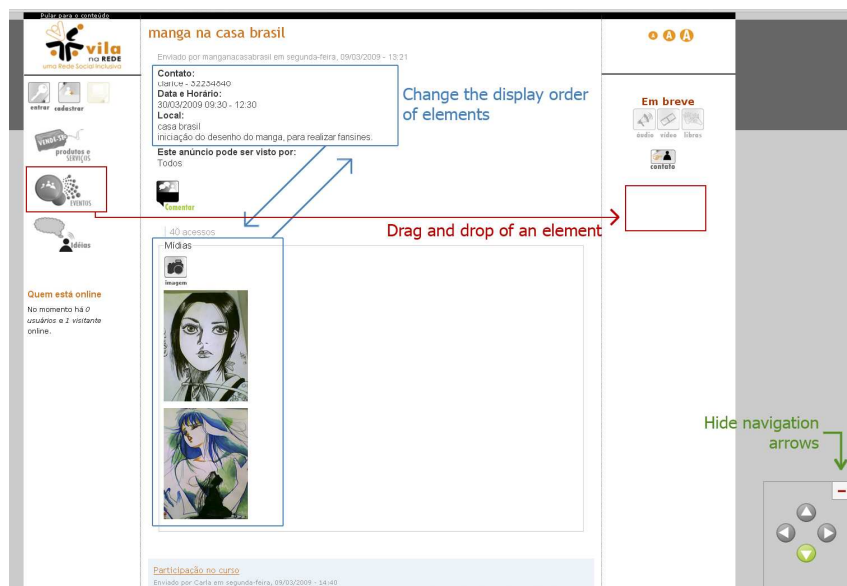 Pular para o conteúdo
vila
na REDE
uma Rede Social Inclusiva
entrar cadastrar
VENDE-TR
produtos e
SERVIÇOS
EVENTOS
Idéias
Quem está online
No momento há 0
usuários e 1 visitante
online.
manga na casa brasil
Enviado por manganacasabrasil em segunda-feira, 09/03/2009 - 13:21
Contato:
clarice - 32234840
Data e Horário:
30/03/2009 09:30 - 12:30
Local:
casa brasil
iniciação do desenho do manga, para realizar fansines.
Este anúncio pode ser visto por:
Todos
Comentar
40 acessos
Mídias
imagem
Participação no curso
Enviado por Carla em segunda-feira, 09/03/2009 - 14:40
Change the display order
of elements
Drag and drop of an element
A A A
Em breve
áudio vídeo libras
contato
Hide navigation
arrows